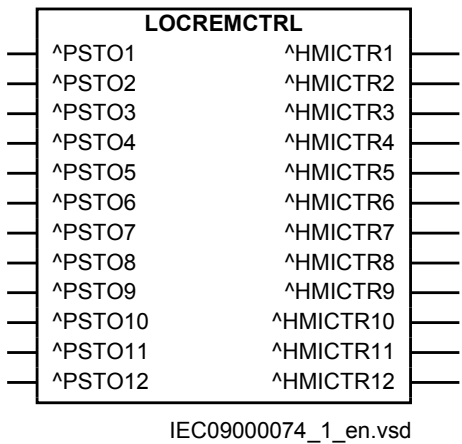 LOCREMCTRL
^PSTO1 ^HMICTR1
^PSTO2 ^HMICTR2
^PSTO3 ^HMICTR3
^PSTO4 ^HMICTR4
^PSTO5 ^HMICTR5
^PSTO6 ^HMICTR6
^PSTO7 ^HMICTR7
^PSTO8 ^HMICTR8
^PSTO9 ^HMICTR9
^PSTO10 ^HMICTR10
^PSTO11 ^HMICTR11
^PSTO12 ^HMICTR12
IEC09000074_1_en.vsd